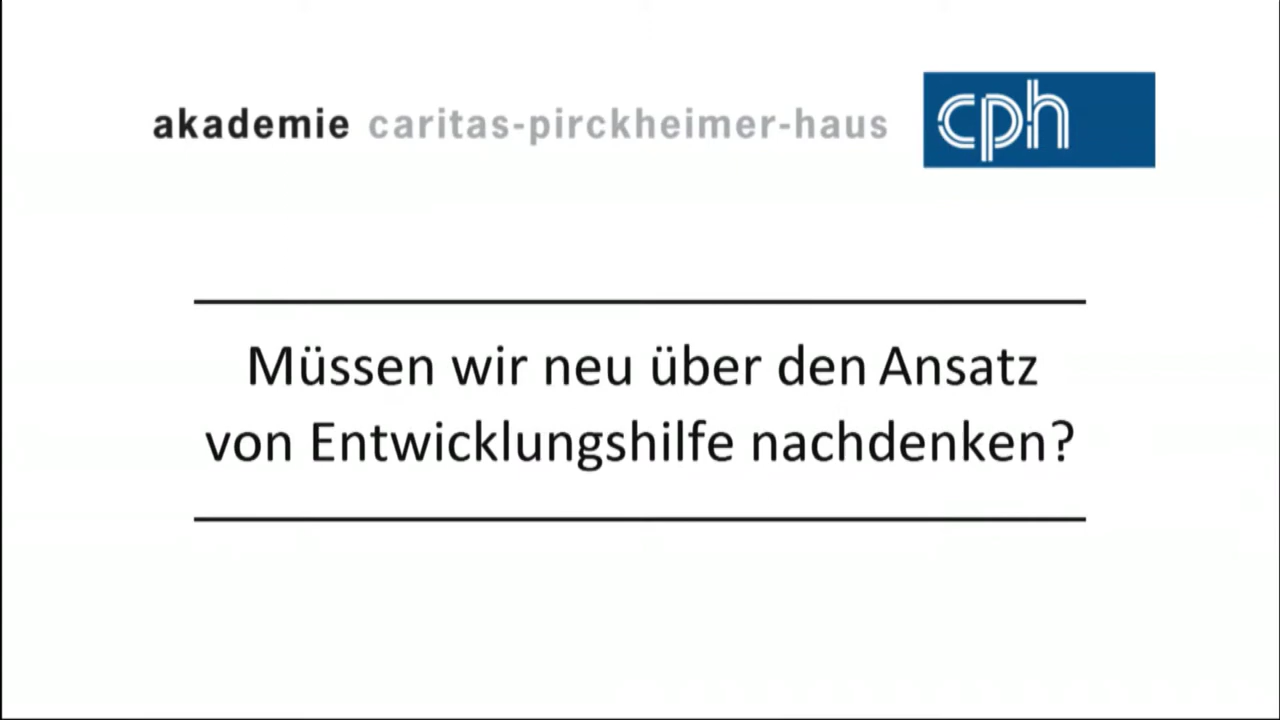 akademie caritas-pirckheimer-haus cph
Müssen wir neu über den Ansatz
von Entwicklungshilfe nachdenken?